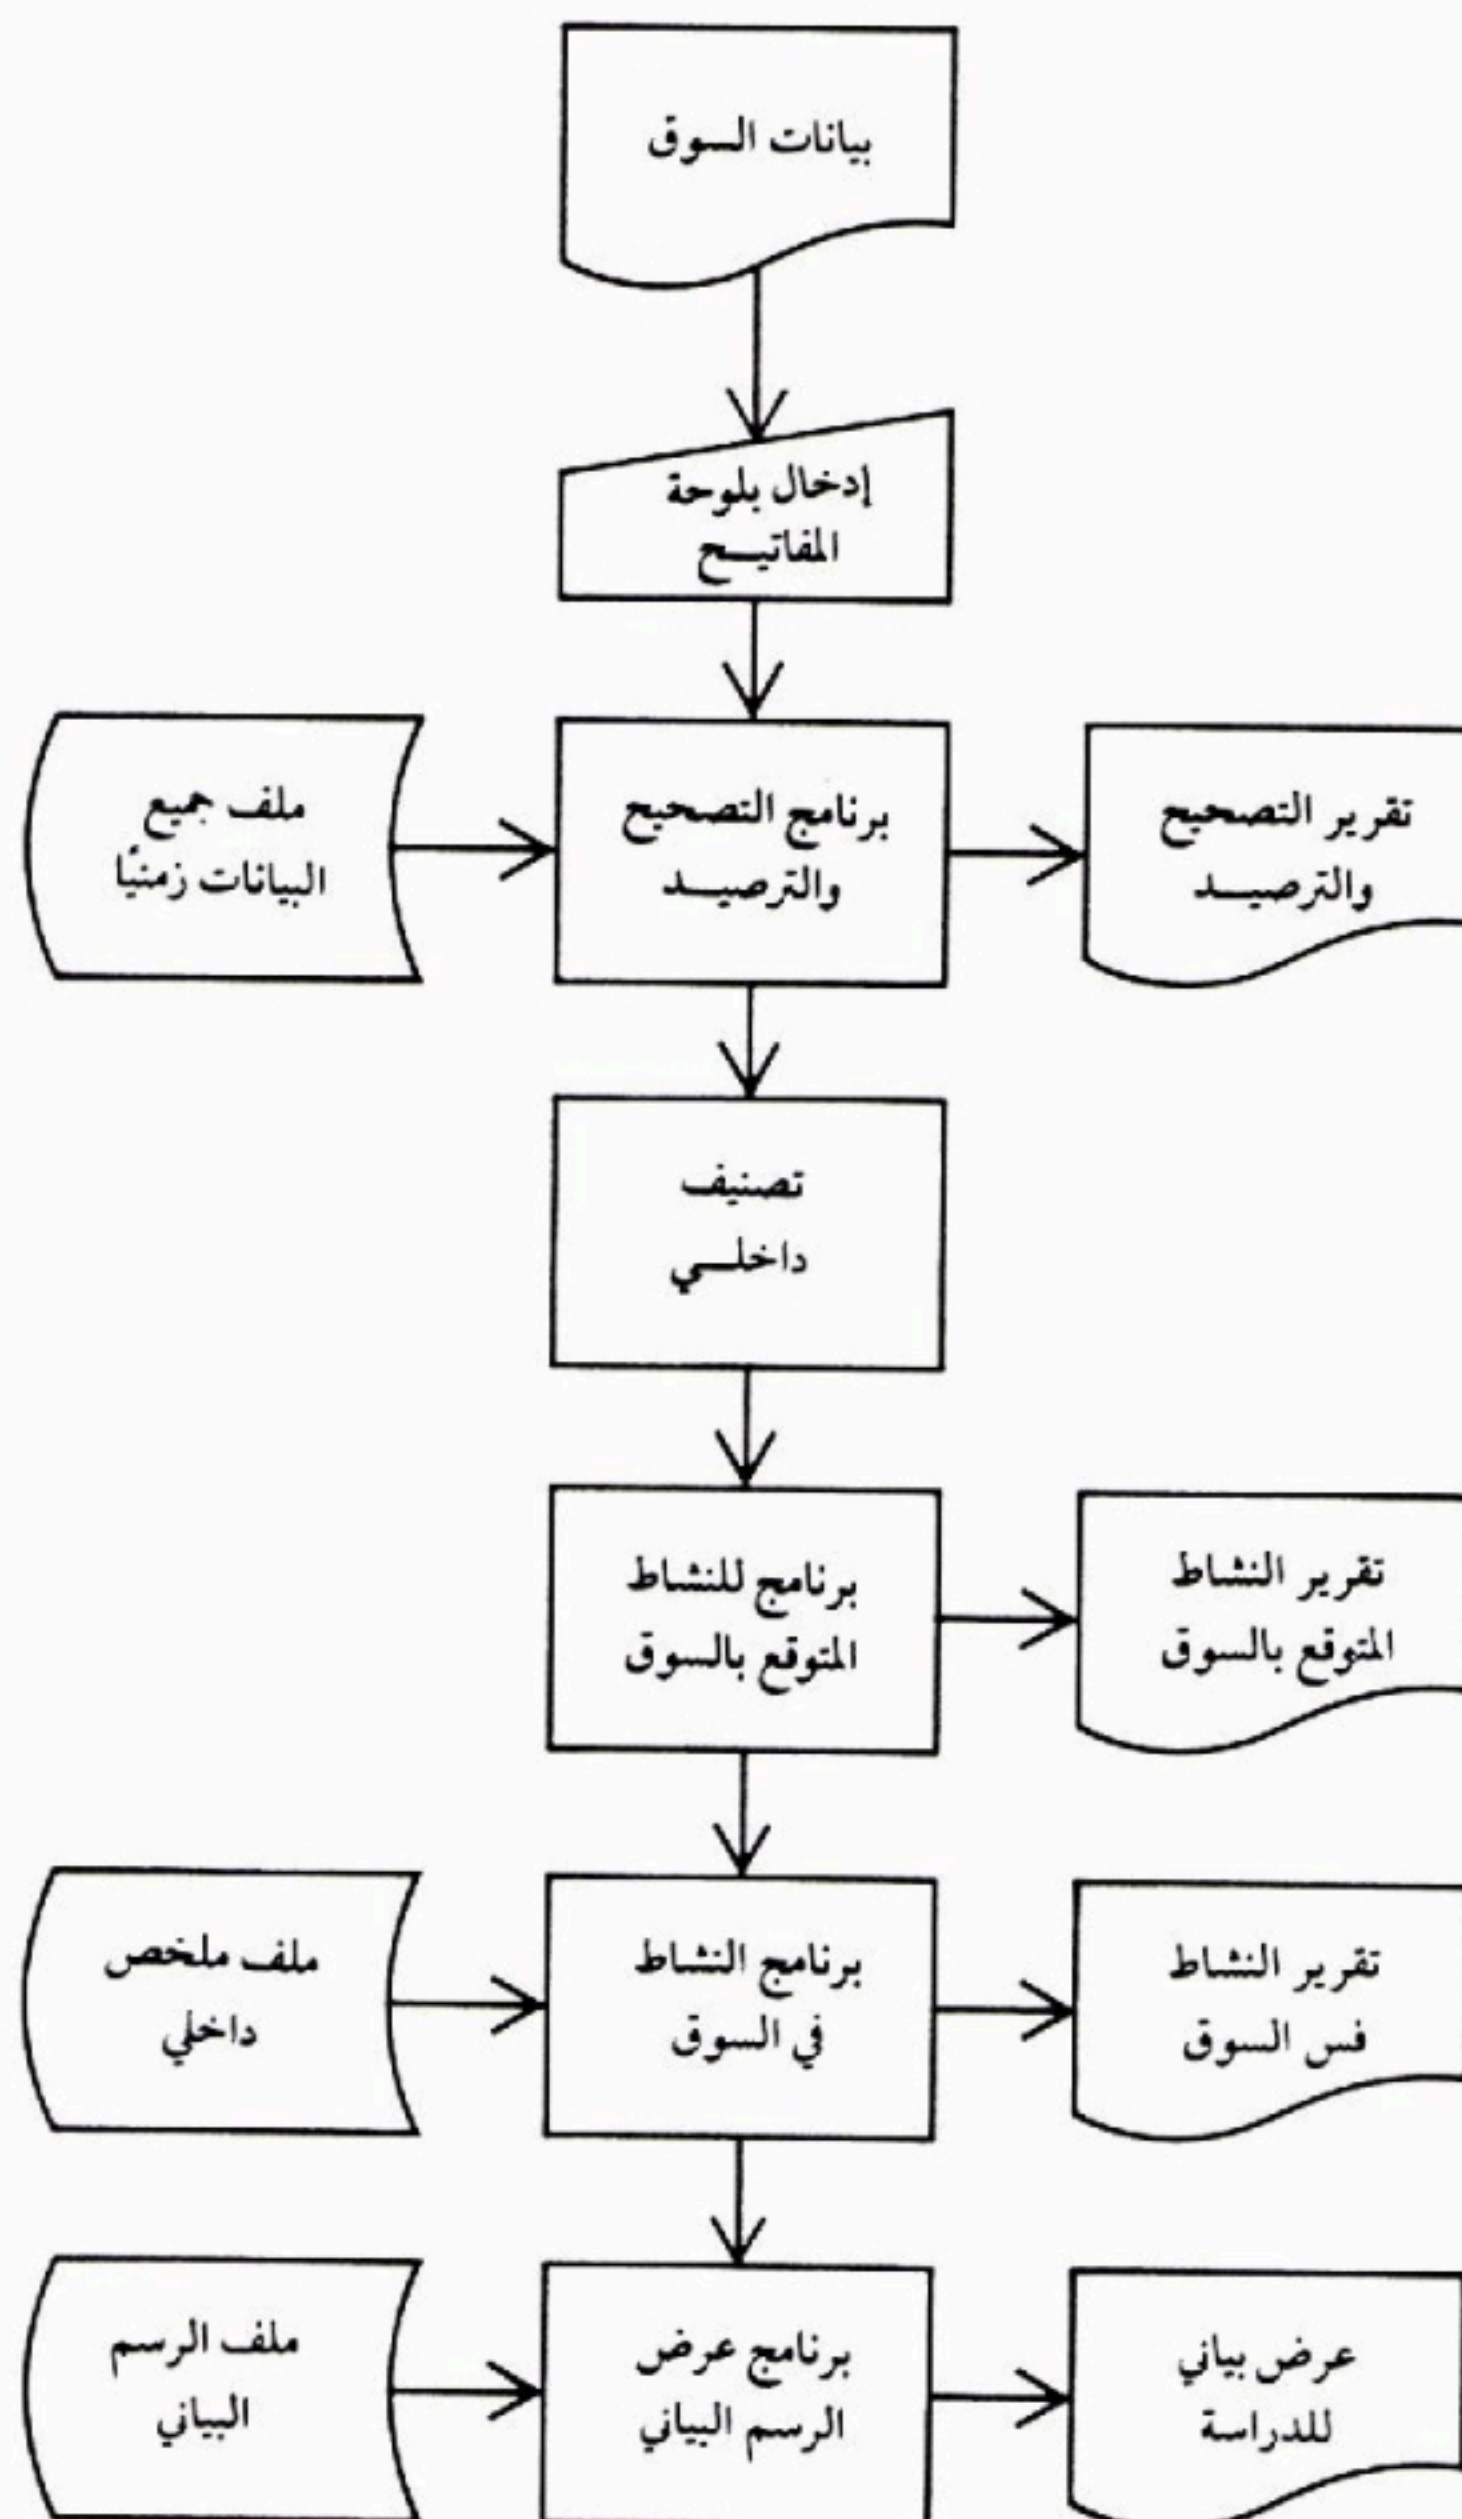 بيانات السوق
إدخال بلوحة
المفاتيح
تقرير التصحيح
والترصيد
برنامج التصحيح
والترصيد
ملف جميع
البيانات زمنيًا
تصنيف
داخلي
تقرير النشاط
المتوقع بالسوق
برنامج للنشاط
المتوقع بالسوق
تقرير النشاط
فس السوق
برنامج النشاط
في السوق
ملف ملخص
داخلي
عرض بياني
للدراسة
برنامج عرض
الرسم البياني
ملف الرسم
البياني